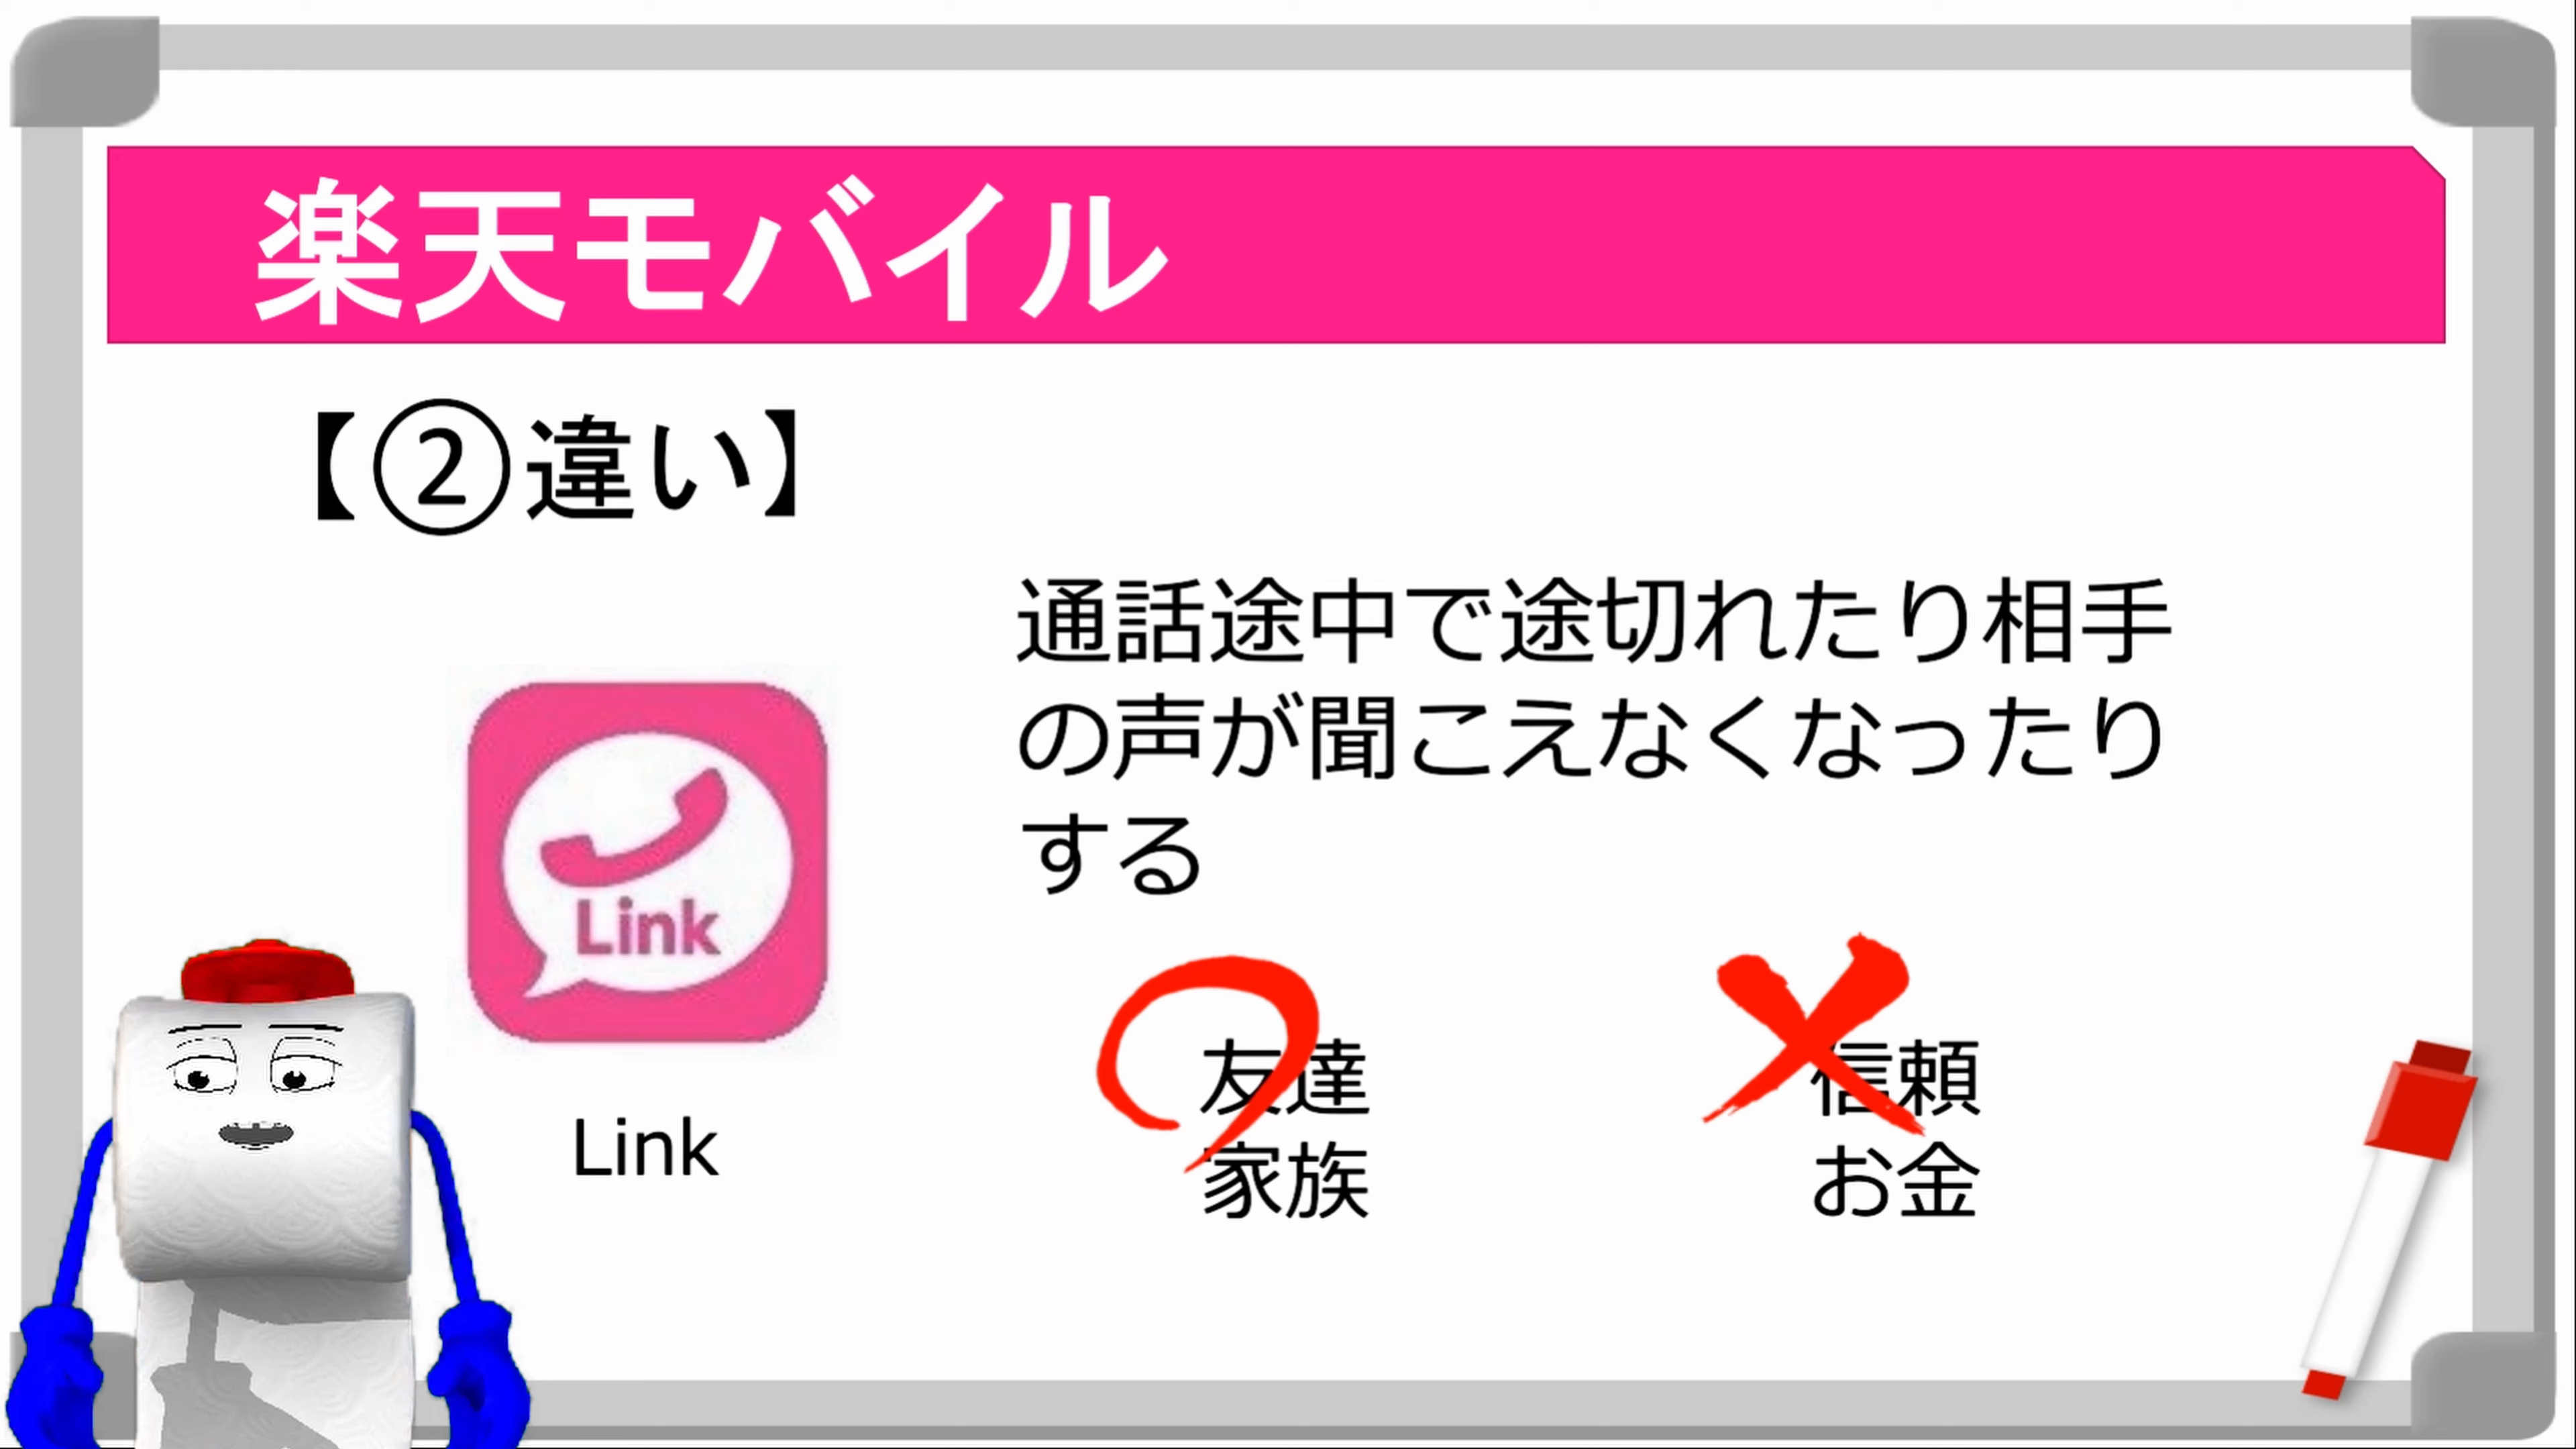 楽天モバイル
【②違い】
通話途中で途切れたり相手
の声が聞こえなくなったり
する
Link
Link
友達
家族
信頼
お金